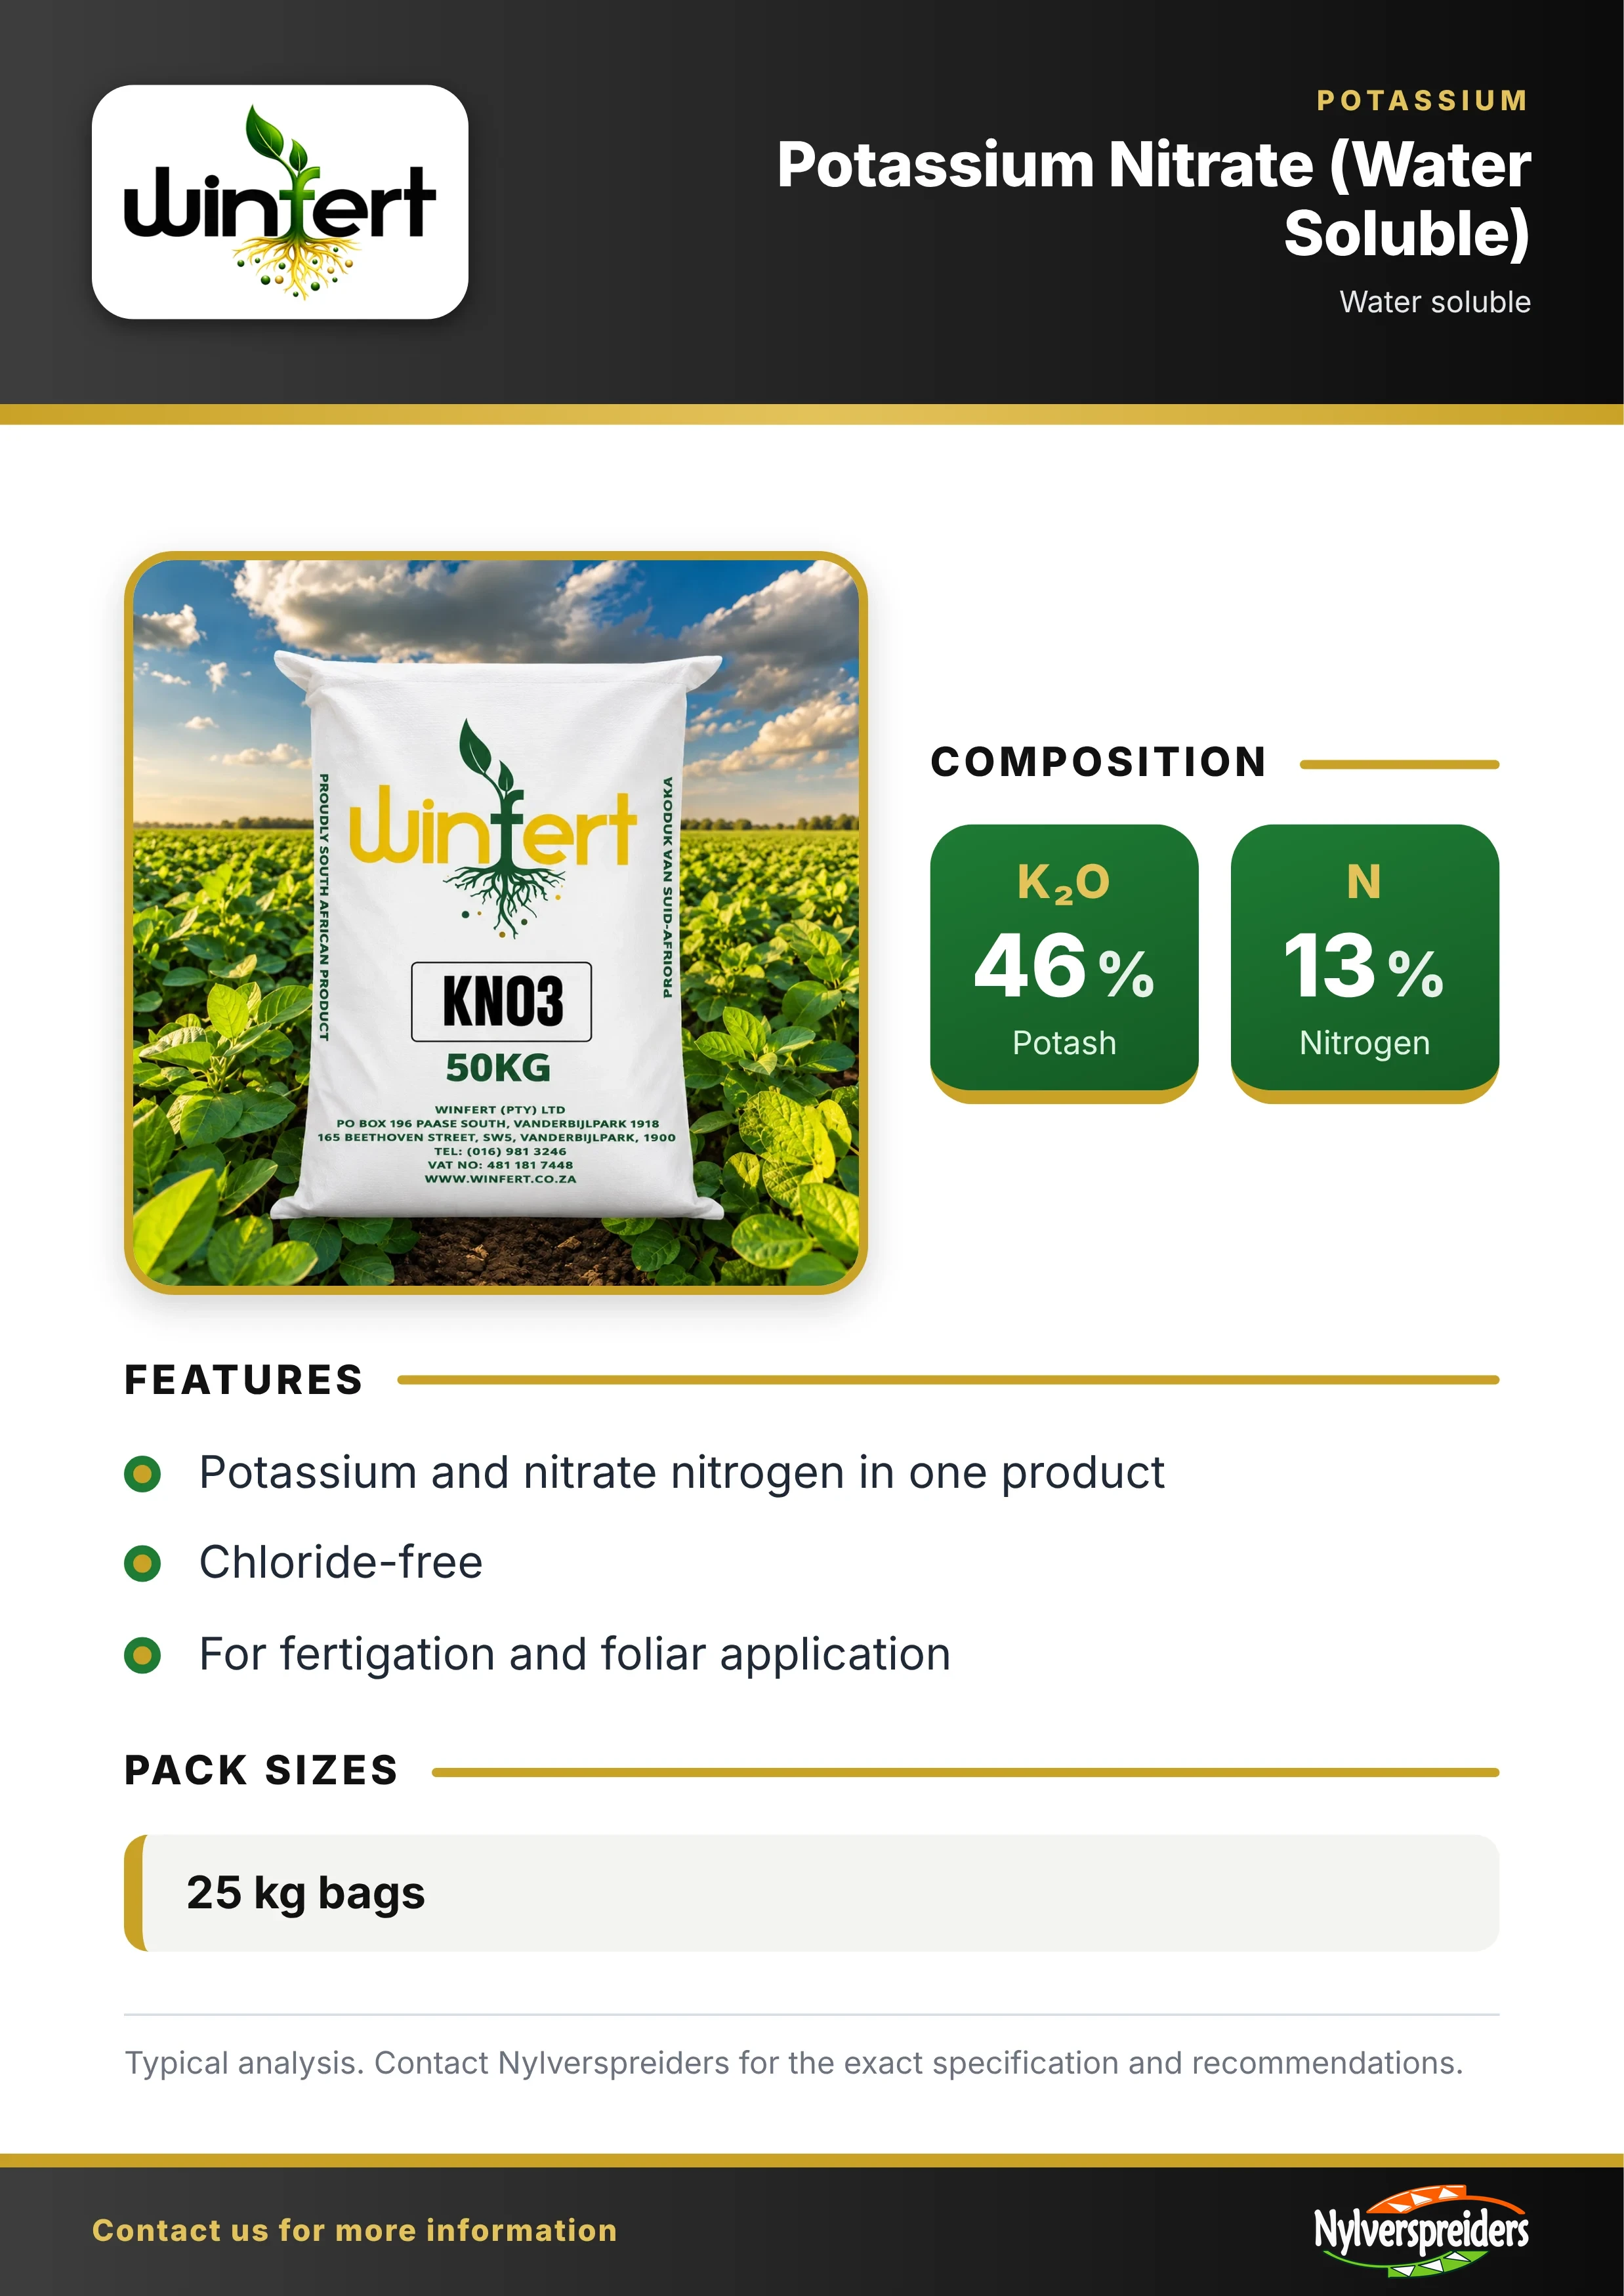 winfert
POTASSIUM
Potassium Nitrate (Water
Soluble)
Water soluble
winfert
PROUDLY SOUTH AFRICAN PRODUCT
PRIORFA-DIUS NAV KUDOKYA
KNO3
50KG
WINFERT (PTY) LTD
PO BOX 196 PAASE SOUTH, VANDERBIJLPARK 1918
165 BEETHOVEN STREET, SW5, VANDERBIJLPARK, 1900
TEL: (016) 981 3246
VAT NO: 481 181 7448
WWW.WINFERT.CO.ZA
COMPOSITION
K₂O
46%
Potash
N
13%
Nitrogen
FEATURES
Potassium and nitrate nitrogen in one product
Chloride-free
For fertigation and foliar application
PACK SIZES
25 kg bags
Typical analysis. Contact Nylverspreiders for the exact specification and recommendations.
Contact us for more information
Nylverspreiders